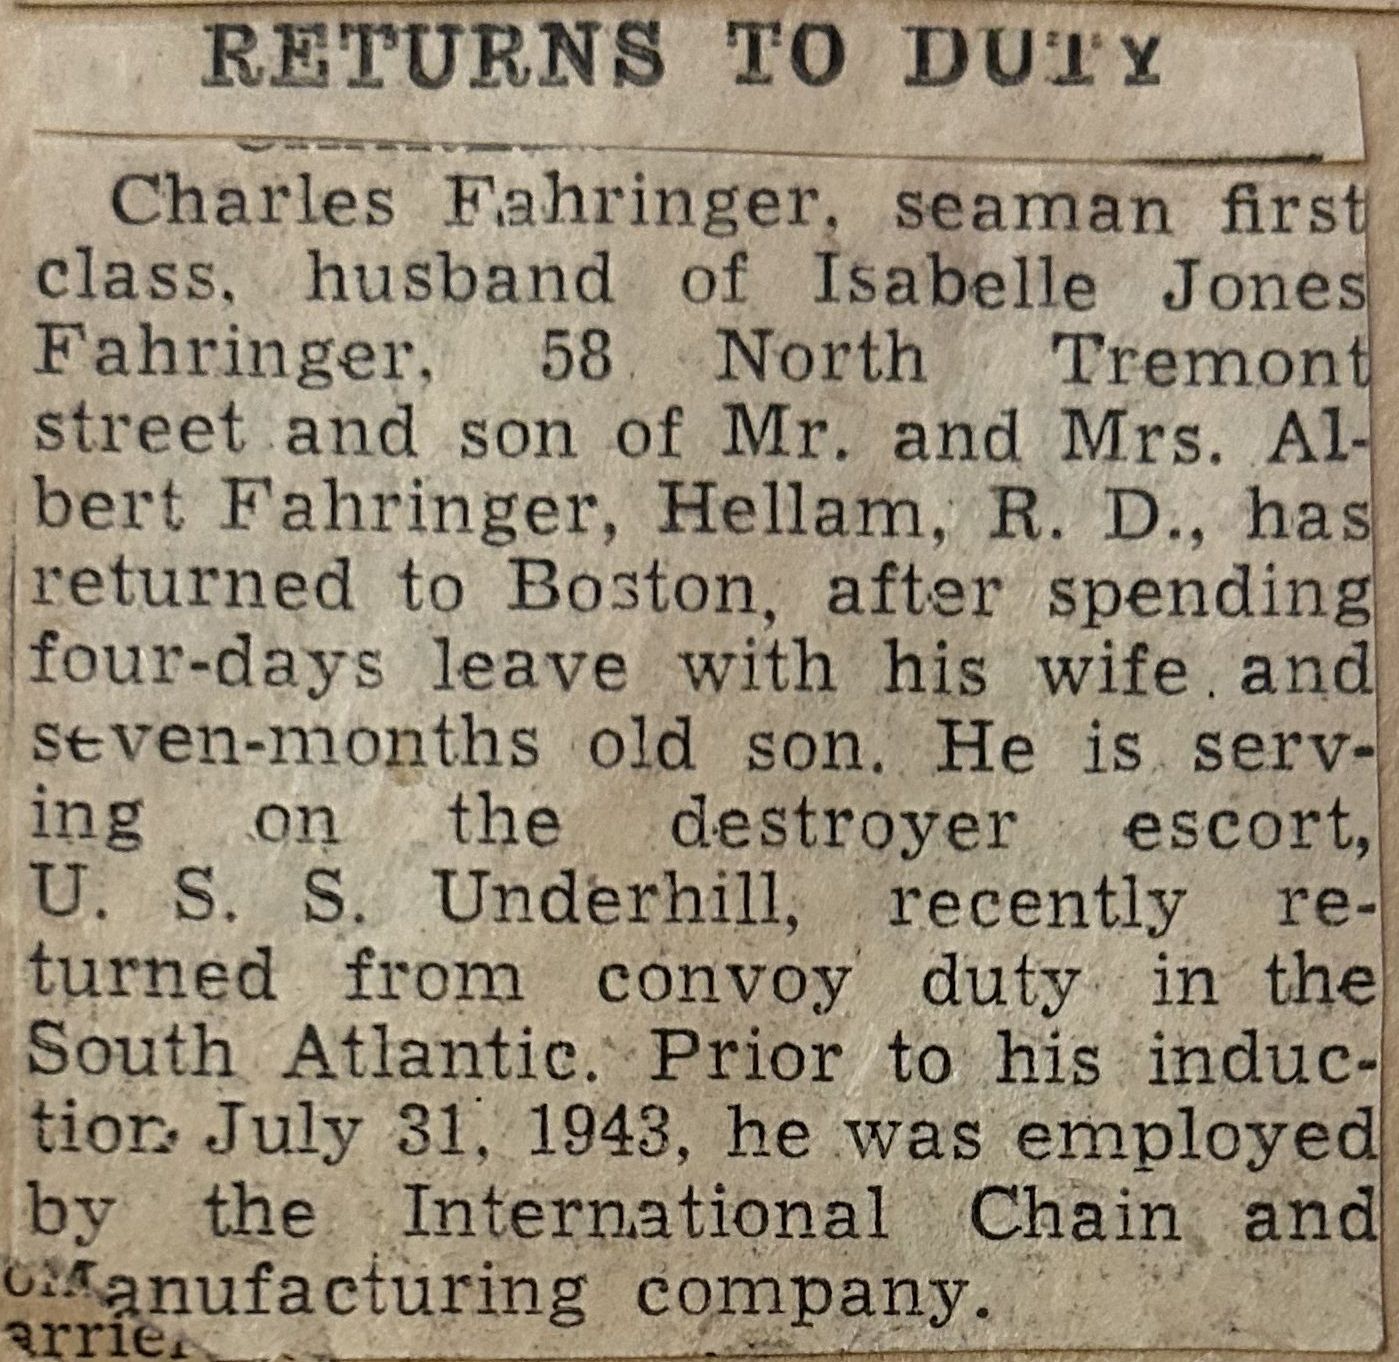 RETURNS TO DUTY
Charles Fahringer, seaman first
class, husband of Isabelle Jones
Fahringer, 58 North Tremont
street and son of Mr. and Mrs. Al-
bert Fahringer, Hellam, R. D., has
returned to Boston, after spending
four-days leave with his wife and
seven-months old son. He is serv-
ing on the destroyer escort,
U. S. S. Underhill, recently re-
turned from convoy duty in the
South Atlantic. Prior to his induc-
tion July 31, 1943, he was employed
by the International Chain and
Manufacturing company.